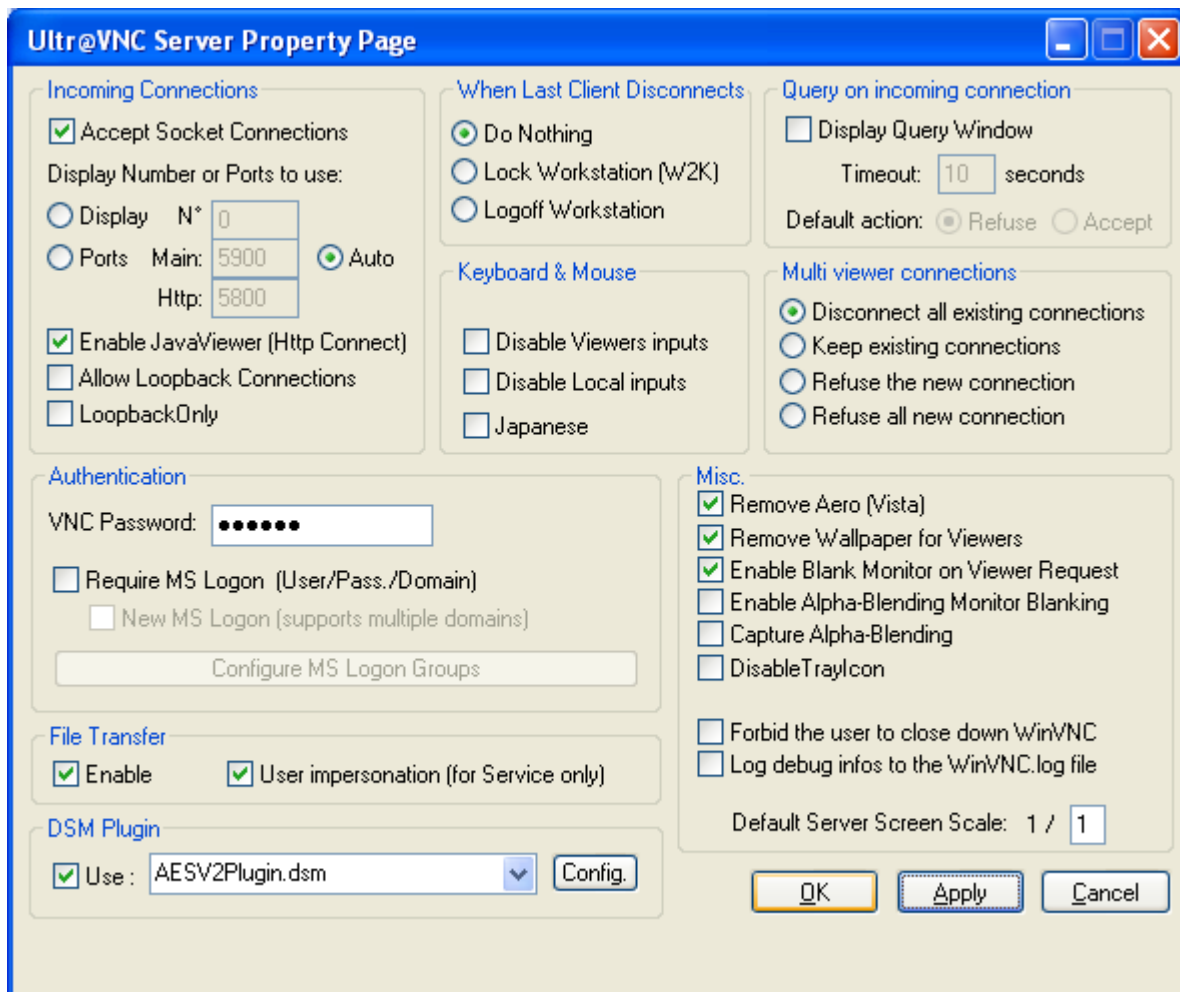 Ultr@VNC Server Property Page
Incoming Connections
Accept Socket Connections
Display Number or Ports to use:
Display N° 0
Ports Main: 5900 Auto
Http: 5800
Enable JavaViewer (Http Connect)
Allow Loopback Connections
LoopbackOnly
When Last Client Disconnects
Do Nothing
Lock Workstation (W2K)
Logoff Workstation
Keyboard & Mouse
Disable Viewers inputs
Disable Local inputs
Japanese
Query on incoming connection
Display Query Window
Timeout: 10 seconds
Default action: Refuse Accept
Multi viewer connections
Disconnect all existing connections
Keep existing connections
Refuse the new connection
Refuse all new connection
Authentication
VNC Password: ●●●●●●
Require MS Logon (User/Pass./Domain)
New MS Logon (supports multiple domains)
Configure MS Logon Groups
File Transfer
Enable User impersonation (for Service only)
DSM Plugin
Use : AESV2Plugin.dsm Config.
Misc.
Remove Aero (Vista)
Remove Wallpaper for Viewers
Enable Blank Monitor on Viewer Request
Enable Alpha-Blending Monitor Blanking
Capture Alpha-Blending
DisableTrayIcon
Forbid the user to close down WinVNC
Log debug infos to the WinVNC.log file
Default Server Screen Scale: 1 / 1
OK Apply Cancel